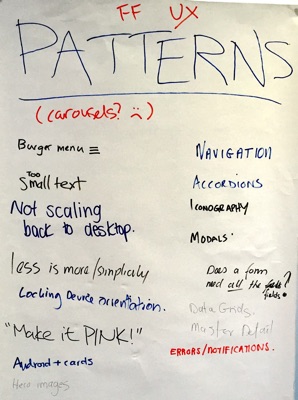 FF UX
PATTERNS
(carousels? :()
Burger menu ≡
Too
Small text
Not scaling
back to desktop.
less is more/simplicity
Locking Device orientation.
"Make it PINK!"
Android + cards
Hero images
NAVIGATION
ACCORDIONS
ICONOGRAPHY
MODALS.
Does a form
need all the
fields?
Data Grids
Master Detail
ERRORS/NOTIFICATIONS.